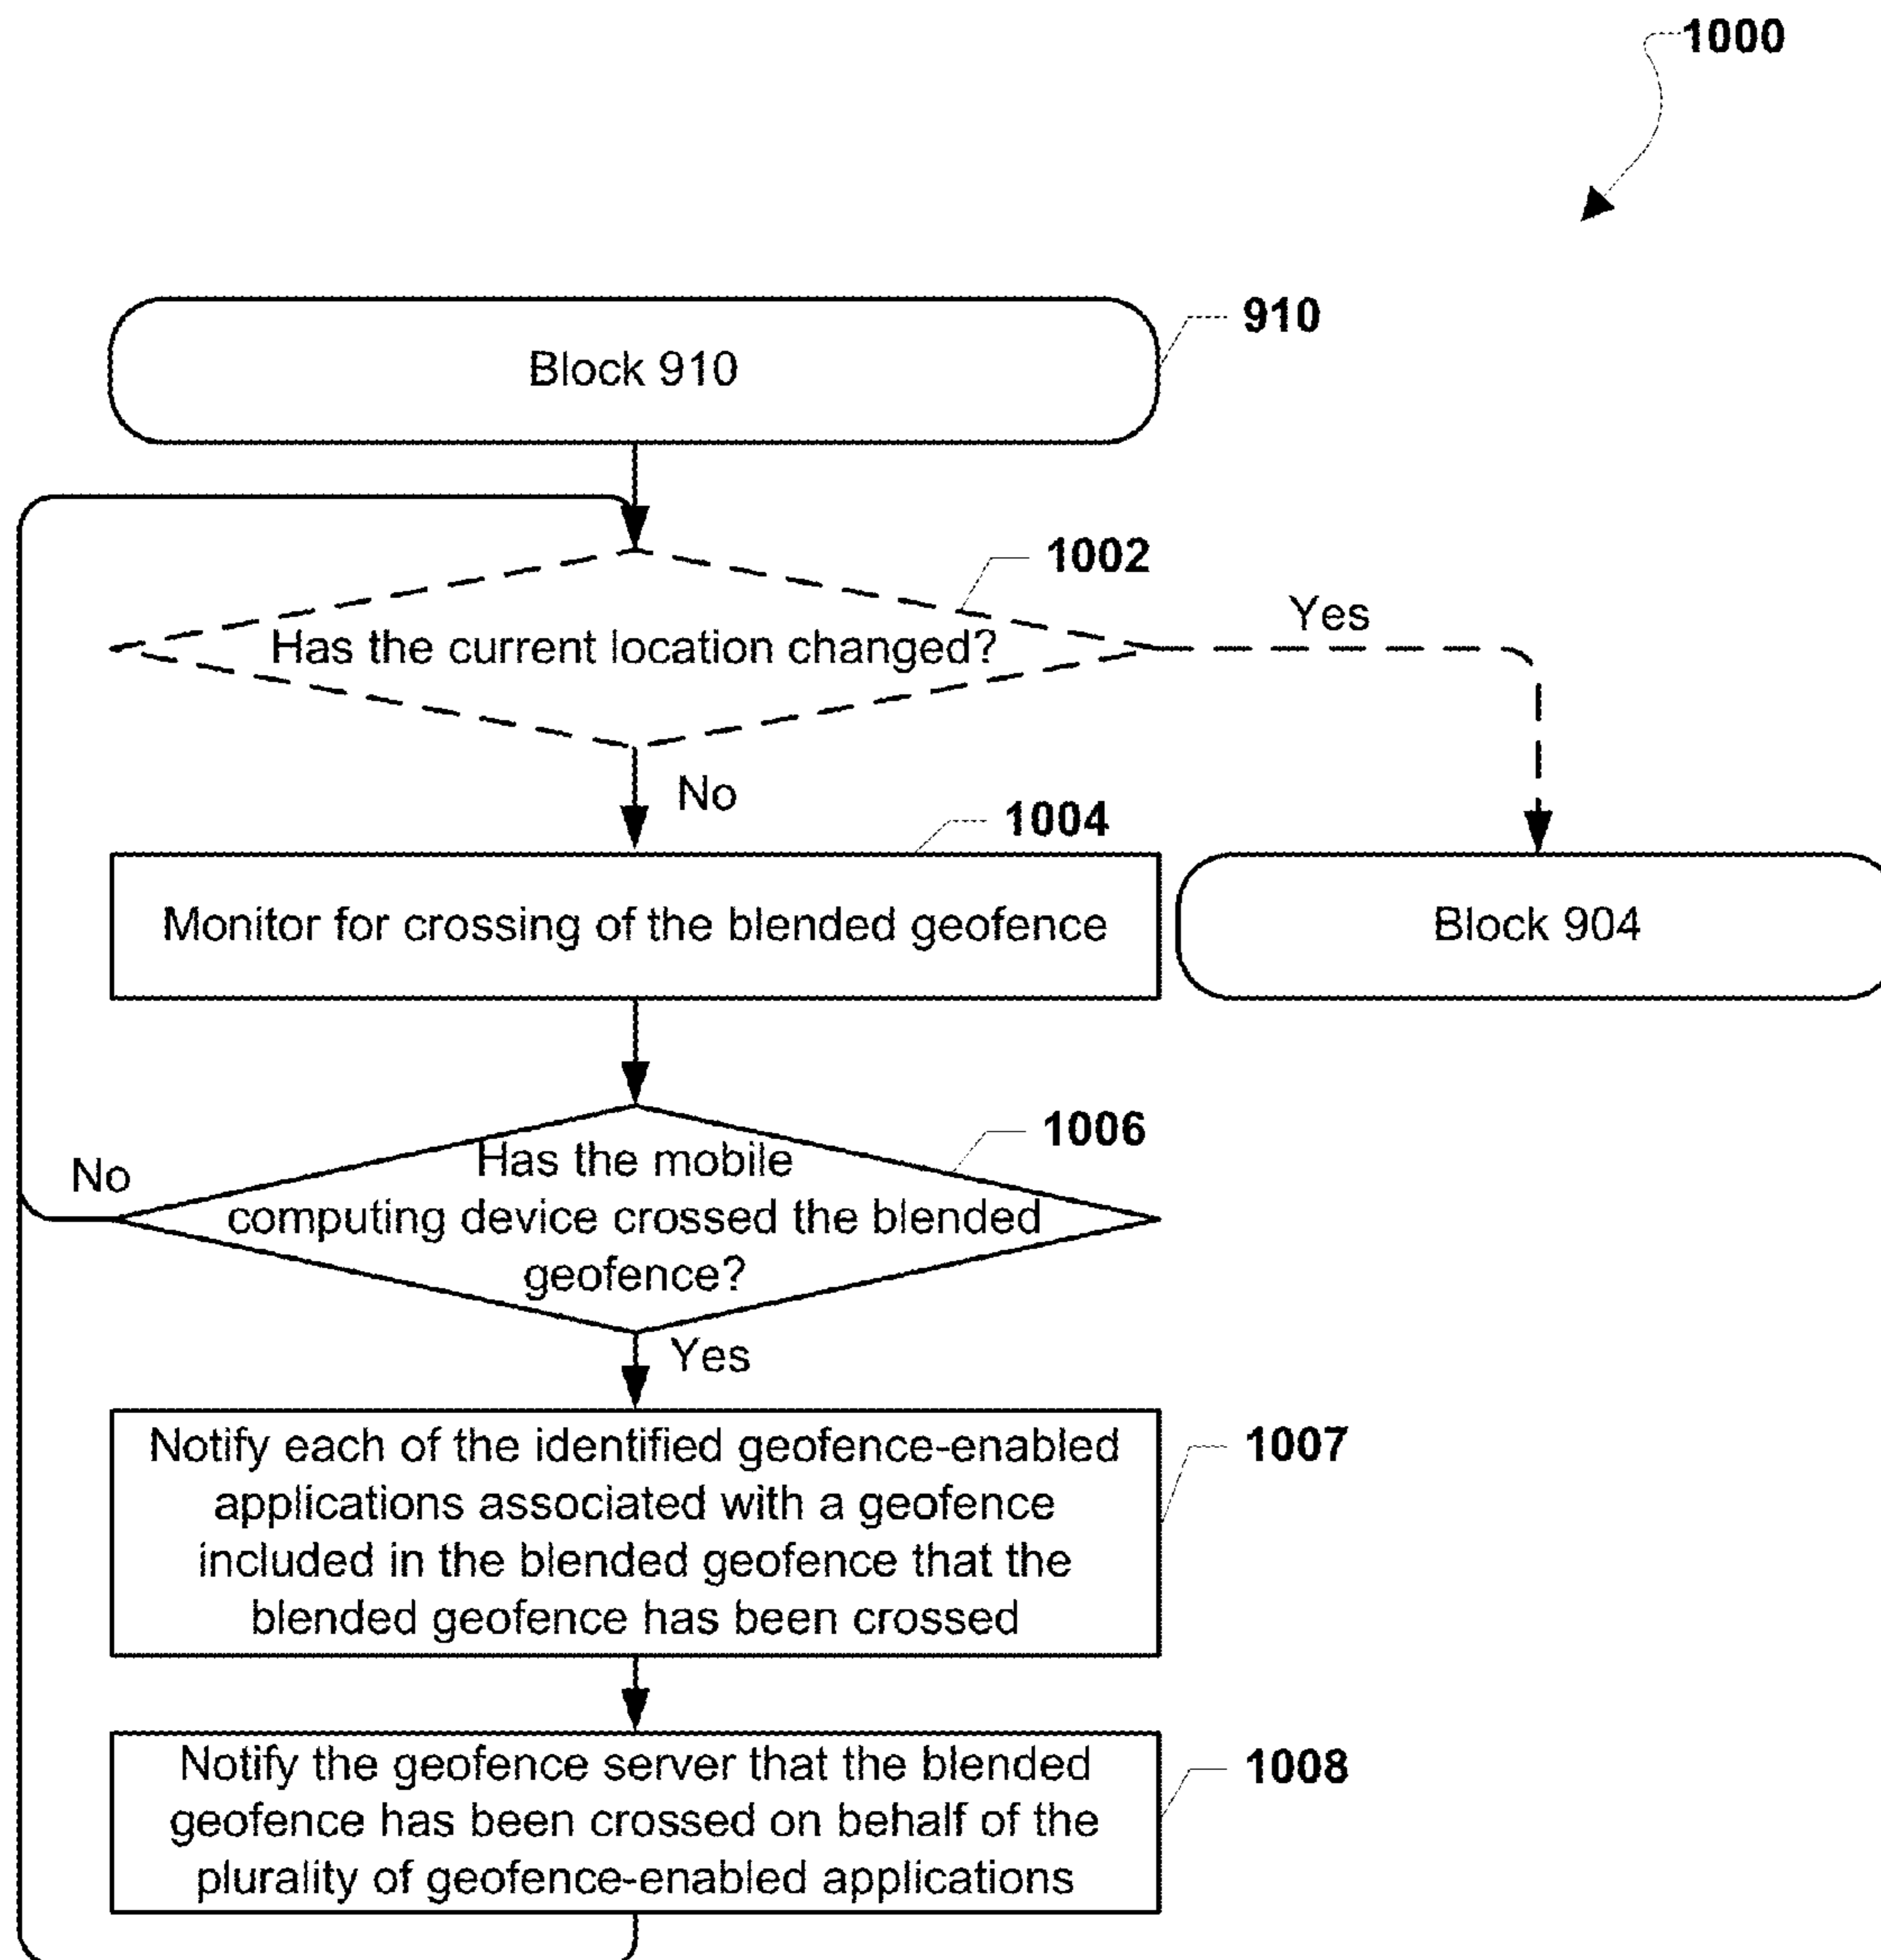 1000
910
Block 910
1002
Has the current location changed?
Yes
No
1004
Monitor for crossing of the blended geofence
Block 904
1006
Has the mobile
computing device crossed the blended
geofence?
No
Yes
1007
Notify each of the identified geofence-enabled
applications associated with a geofence
included in the blended geofence that the
blended geofence has been crossed
1008
Notify the geofence server that the blended
geofence has been crossed on behalf of the
plurality of geofence-enabled applications